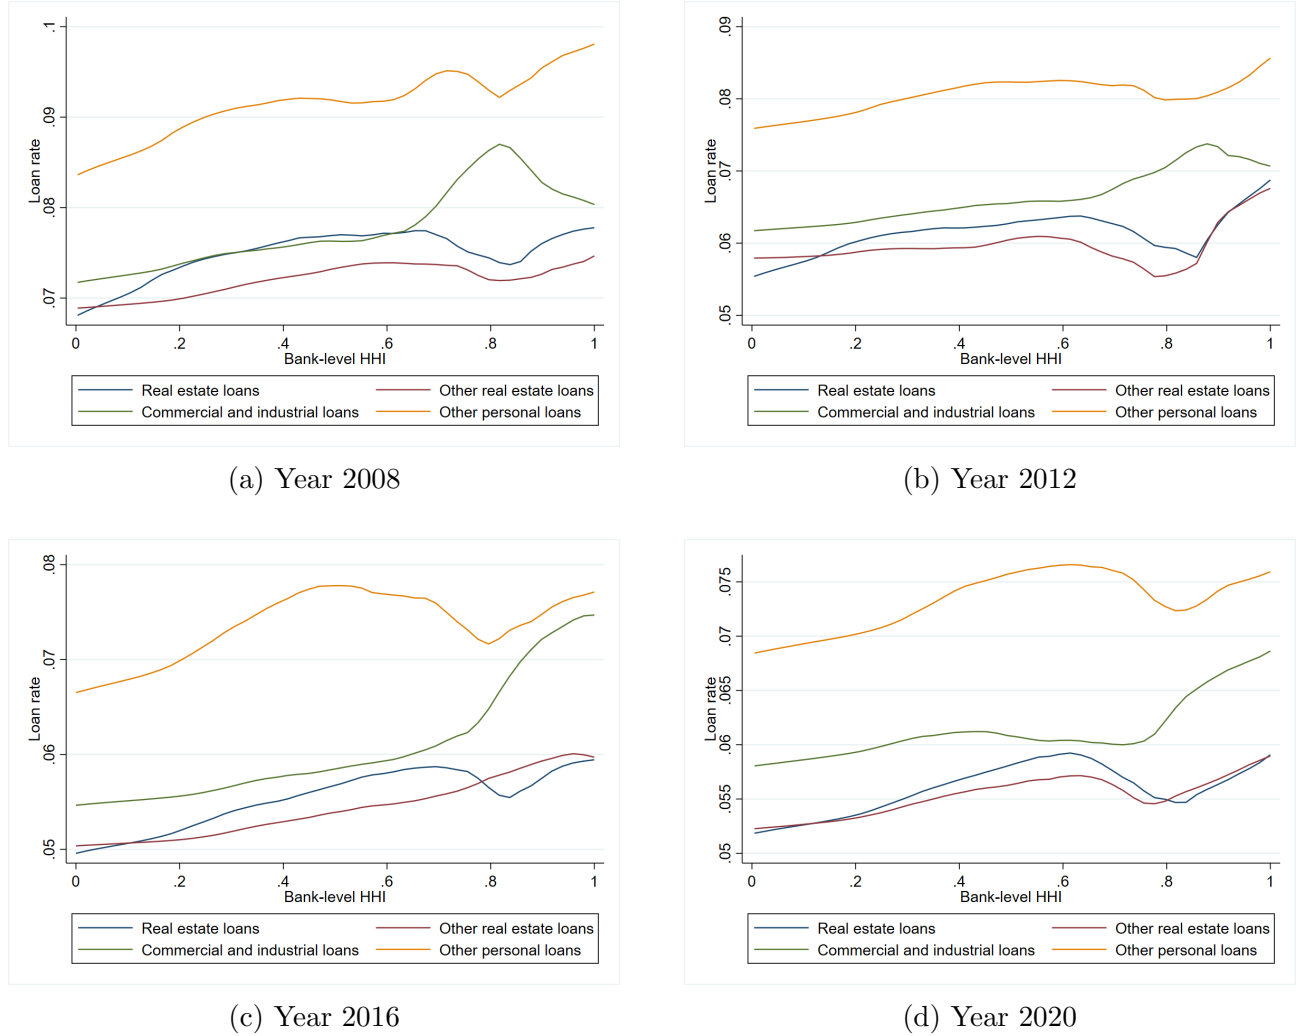 .1
.09
.08
.07
Loan rate
0 .2 .4 .6 .8 1
Bank-level HHI
Real estate loans Other real estate loans
Commercial and industrial loans Other personal loans
(a) Year 2008
.09
.08
.07
.06
.05
Loan rate
0 .2 .4 .6 .8 1
Bank-level HHI
Real estate loans Other real estate loans
Commercial and industrial loans Other personal loans
(b) Year 2012
.08
.07
.06
.05
Loan rate
0 .2 .4 .6 .8 1
Bank-level HHI
Real estate loans Other real estate loans
Commercial and industrial loans Other personal loans
(c) Year 2016
.075
.07
.065
.06
.055
.05
Loan rate
0 .2 .4 .6 .8 1
Bank-level HHI
Real estate loans Other real estate loans
Commercial and industrial loans Other personal loans
(d) Year 2020